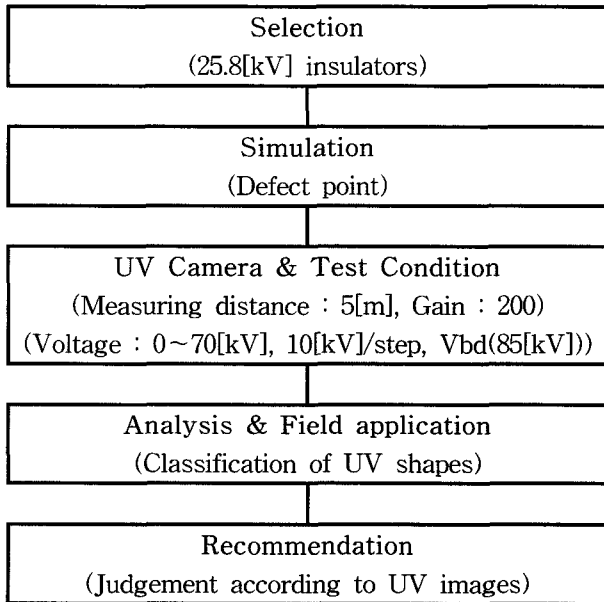 Selection
(25.8[kV] insulators)
Simulation
(Defect point)
UV Camera & Test Condition
(Measuring distance : 5[m], Gain : 200)
(Voltage : 0~70[kV], 10[kV]/step, Vbd(85[kV]))
Analysis & Field application
(Classification of UV shapes)
Recommendation
(Judgement according to UV images)